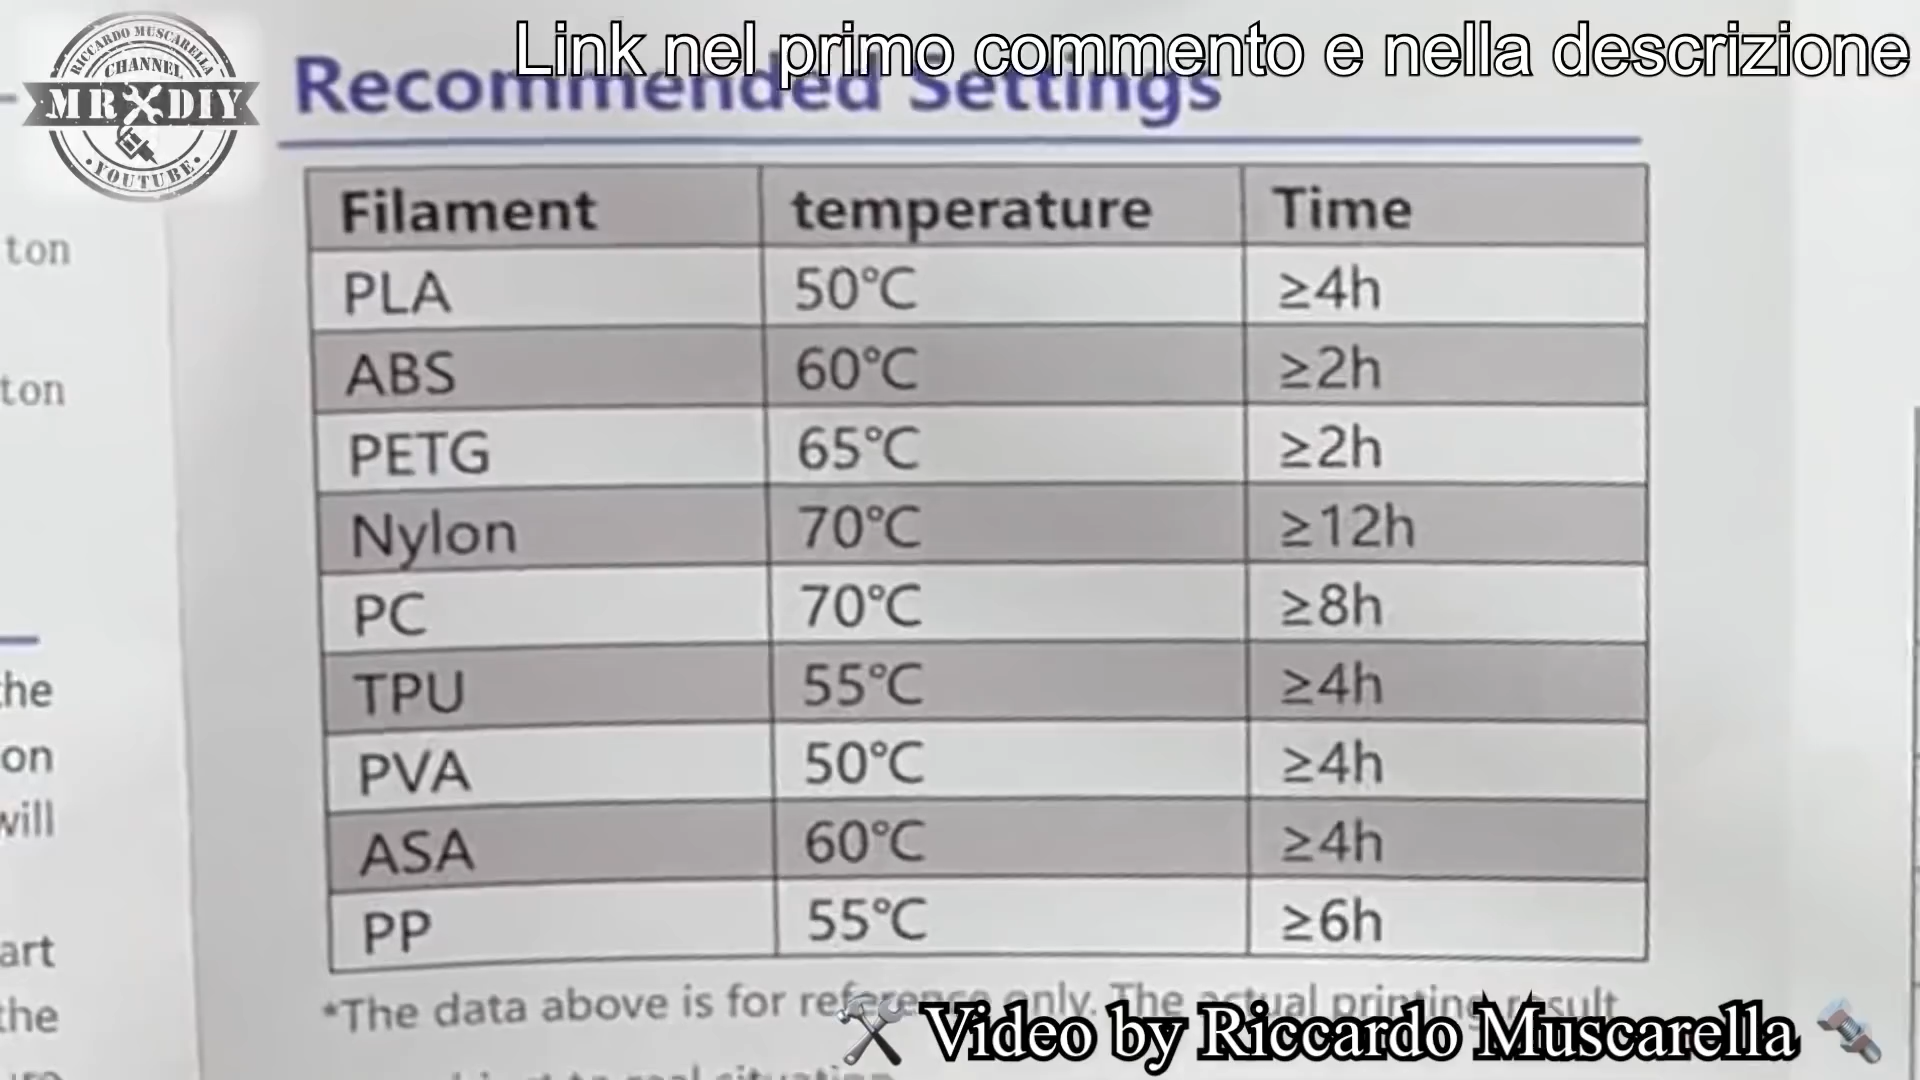 Link nel primo commento e nella descrizione
RICCARDO MUSCARELLA
CHANNEL
MR DIY
YOUTUBE
Recommended Settings
Filament temperature Time
PLA 50℃ ≥4h
ABS 60℃ ≥2h
PETG 65℃ ≥2h
Nylon 70℃ ≥12h
PC 70℃ ≥8h
TPU 55℃ ≥4h
PVA 50℃ ≥4h
ASA 60℃ ≥4h
PP 55℃ ≥6h
*The data above is for reference only. The actual printing result
Video by Riccardo Muscarella
ton
ton
the
on
will
art
the